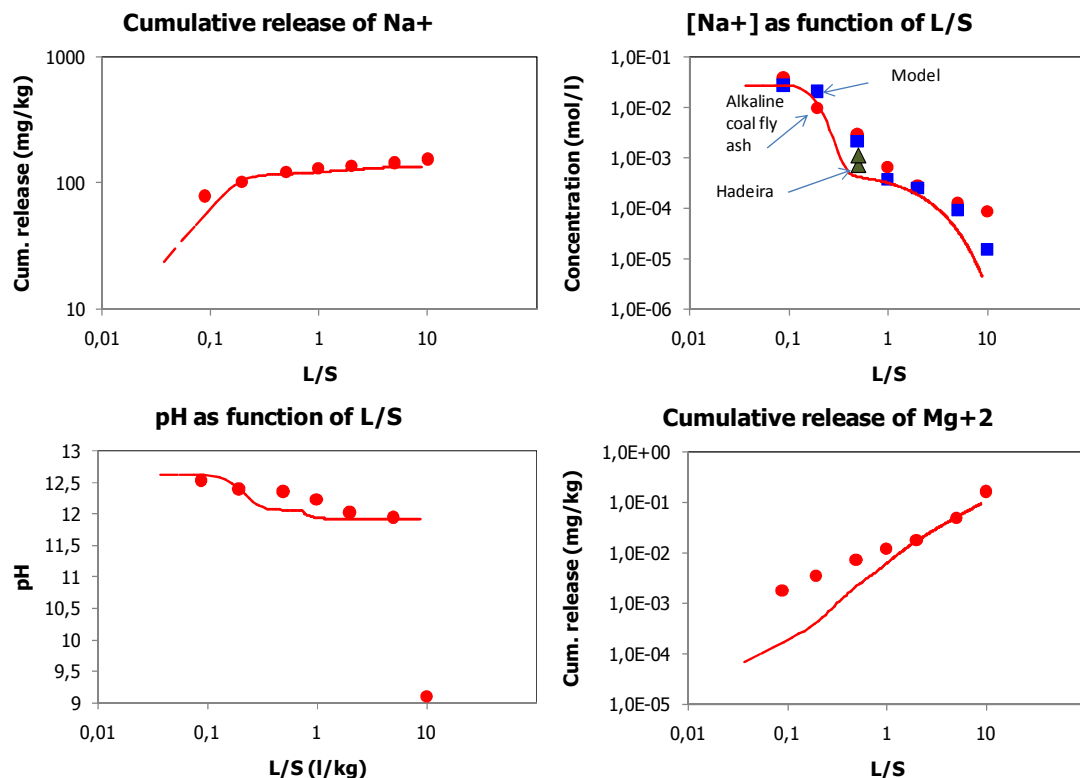 Cumulative release of Na+
Cum. release (mg/kg)
1000
100
10
0,01 0,1 1 10
L/S
[Na+] as function of L/S
Concentration (mol/l)
1,0E-01
1,0E-02
1,0E-03
1,0E-04
1,0E-05
1,0E-06
Model
Alkaline
coal fly
ash
Hadeira
0,01 0,1 1 10
L/S
pH as function of L/S
pH
13
12,5
12
11,5
11
10,5
10
9,5
9
0,01 0,1 1 10
L/S (l/kg)
Cumulative release of Mg+2
Cum. release (mg/kg)
1,0E+00
1,0E-01
1,0E-02
1,0E-03
1,0E-04
1,0E-05
0,01 0,1 1 10
L/S